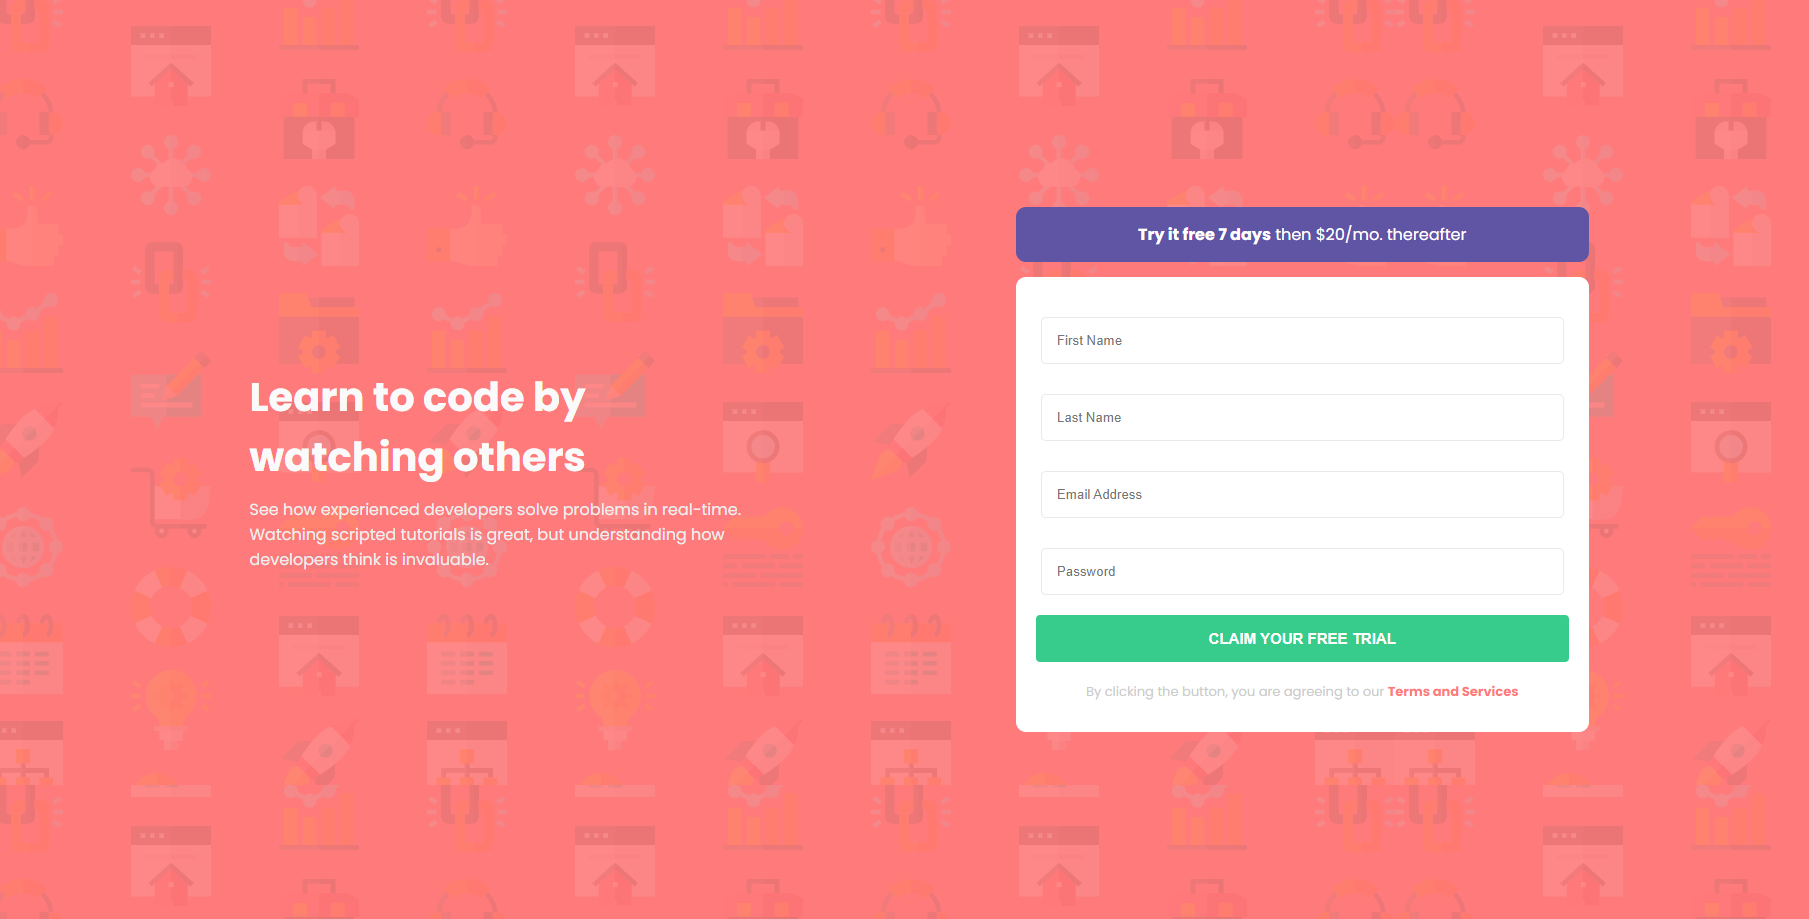 Learn to code by
watching others
See how experienced developers solve problems in real-time.
Watching scripted tutorials is great, but understanding how
developers think is invaluable.
Try it free 7 days then $20/mo. thereafter
First Name
Last Name
Email Address
Password
CLAIM YOUR FREE TRIAL
By clicking the button, you are agreeing to our Terms and Services